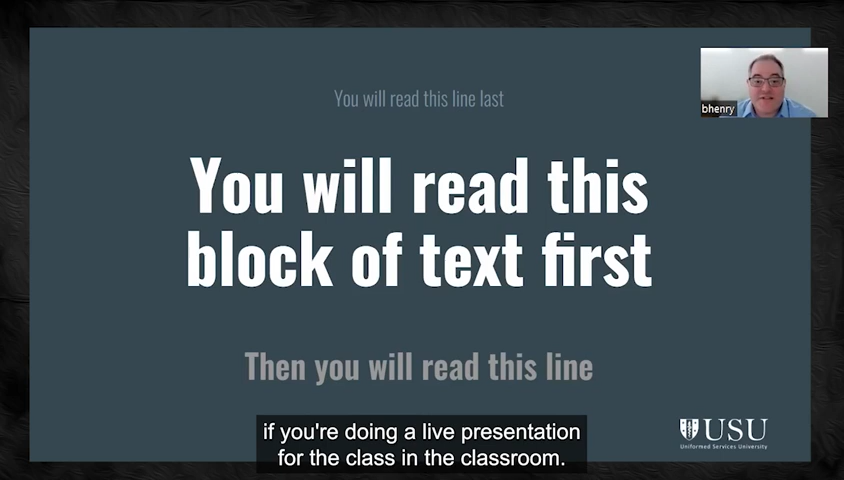 You will read this line last
bhenry
You will read this
block of text first
Then you will read this line
USU
Uniformed Services University
if you're doing a live presentation
for the class in the classroom.